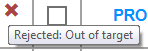 PRO
Rejected: Out of target